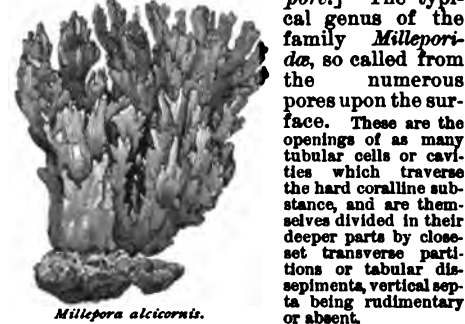 pore.] The typi-
cal genus of the
family Millepori-
dæ, so called from
the numerous
pores upon the sur-
face. These are the
openings of as many
tubular cells or cavi-
ties which traverse
the hard coralline sub-
stance, and are them-
selves divided in their
deeper parts by close-
set transverse parti-
tions or tabular dis-
sepiments, vertical sep-
ta being rudimentary
or absent.
Millepora alcicornis.